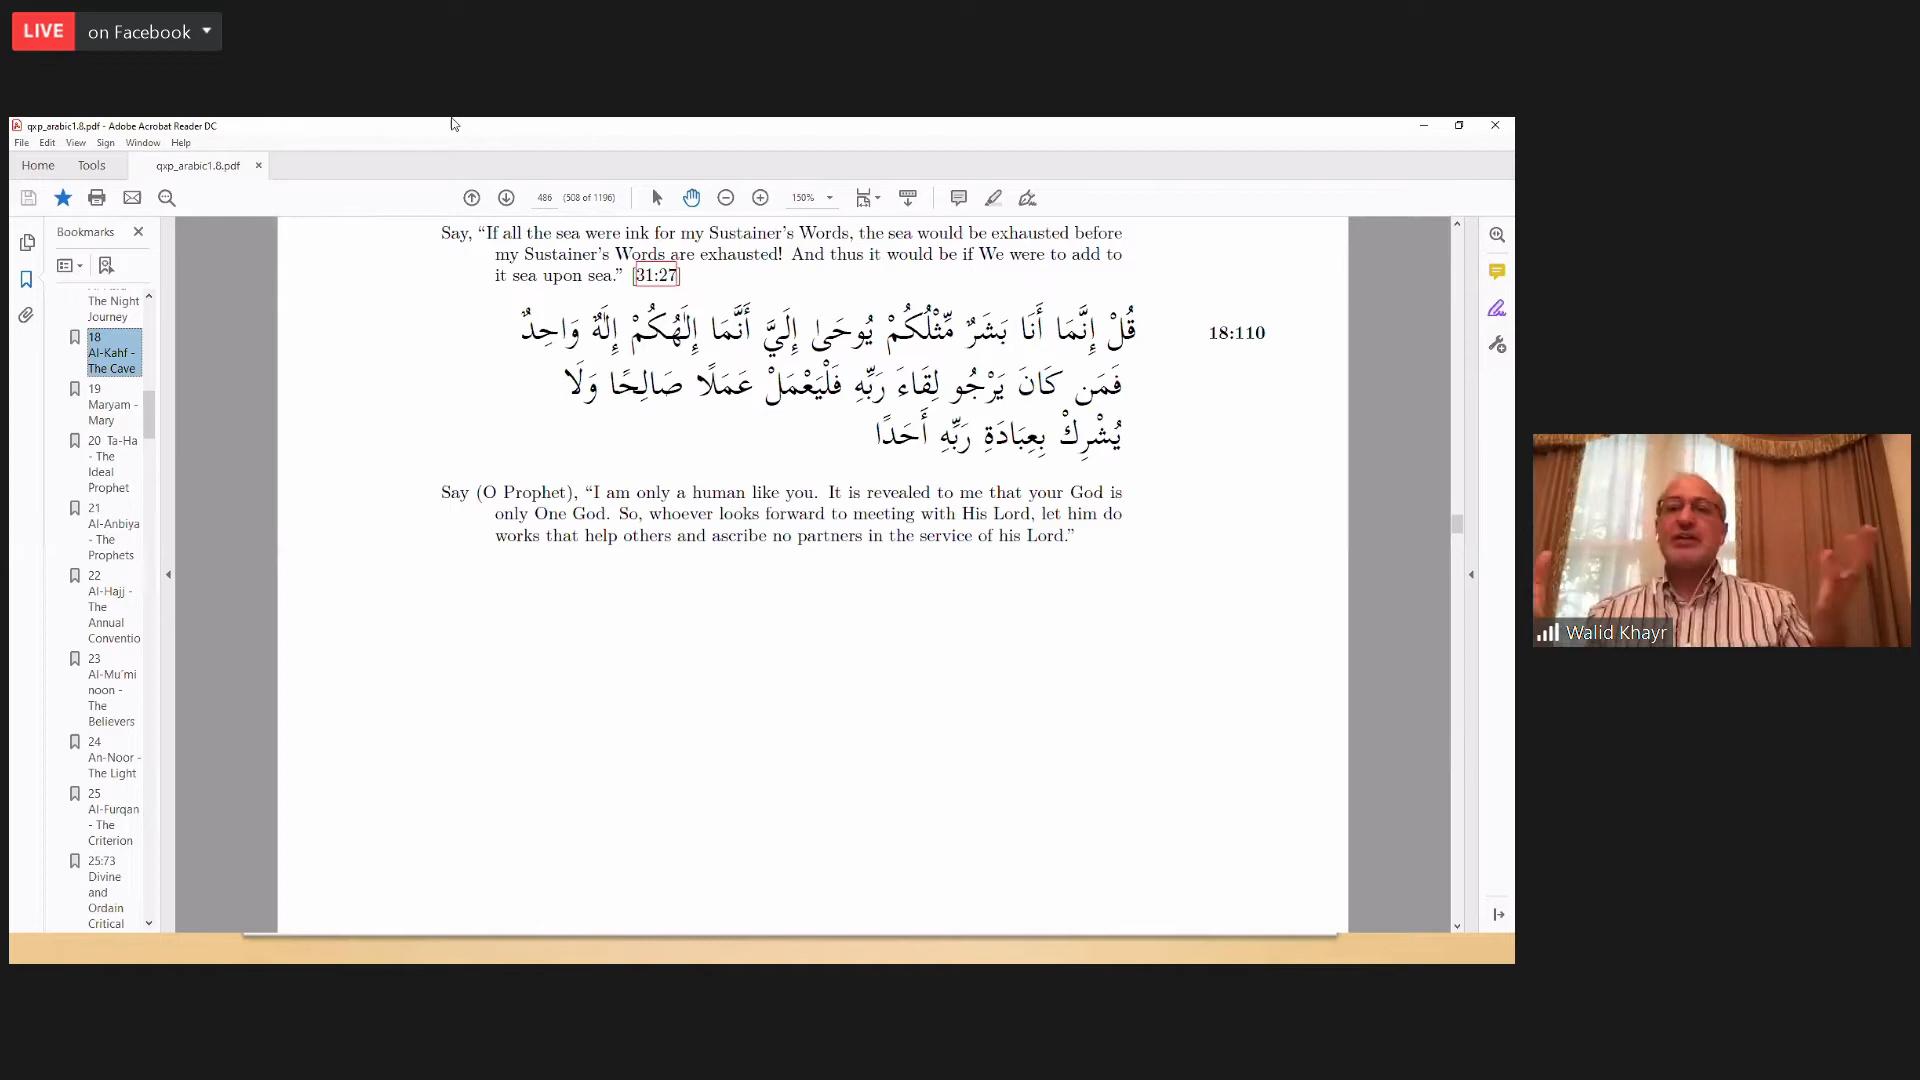 LIVE on Facebook
qxp_arabic1.8.pdf - Adobe Acrobat Reader DC
File Edit View Sign Window Help
Home Tools qxp_arabic1.8.pdf
486 (508 of 1196) 150%
Bookmarks
The Night
Journey
18
Al-Kahf -
The Cave
19
Maryam -
Mary
20 Ta-Ha
- The
Ideal
Prophet
21
Al-Anbiya
- The
Prophets
22
Al-Hajj -
The
Annual
Conventio
23
Al-Mu'mi
noon -
The
Believers
24
An-Noor -
The Light
25
Al-Furqan
- The
Criterion
25:73
Divine
and
Ordain
Critical
Say, “If all the sea were ink for my Sustainer’s Words, the sea would be exhausted before
my Sustainer’s Words are exhausted! And thus it would be if We were to add to
it sea upon sea.” [31:27]
قُلْ إِنَّمَا أَنَا بَشَرٌ مِّثْلُكُمْ يُوحَىٰ إِلَيَّ أَنَّمَا إِلَٰهُكُمْ إِلَٰهٌ وَاحِدٌ 18:110
فَمَن كَانَ يَرْجُو لِقَاءَ رَبِّهِ فَلْيَعْمَلْ عَمَلًا صَالِحًا وَلَا
يُشْرِكْ بِعِبَادَةِ رَبِّهِ أَحَدًا
Say (O Prophet), “I am only a human like you. It is revealed to me that your God is
only One God. So, whoever looks forward to meeting with His Lord, let him do
works that help others and ascribe no partners in the service of his Lord.”
Walid Khayr